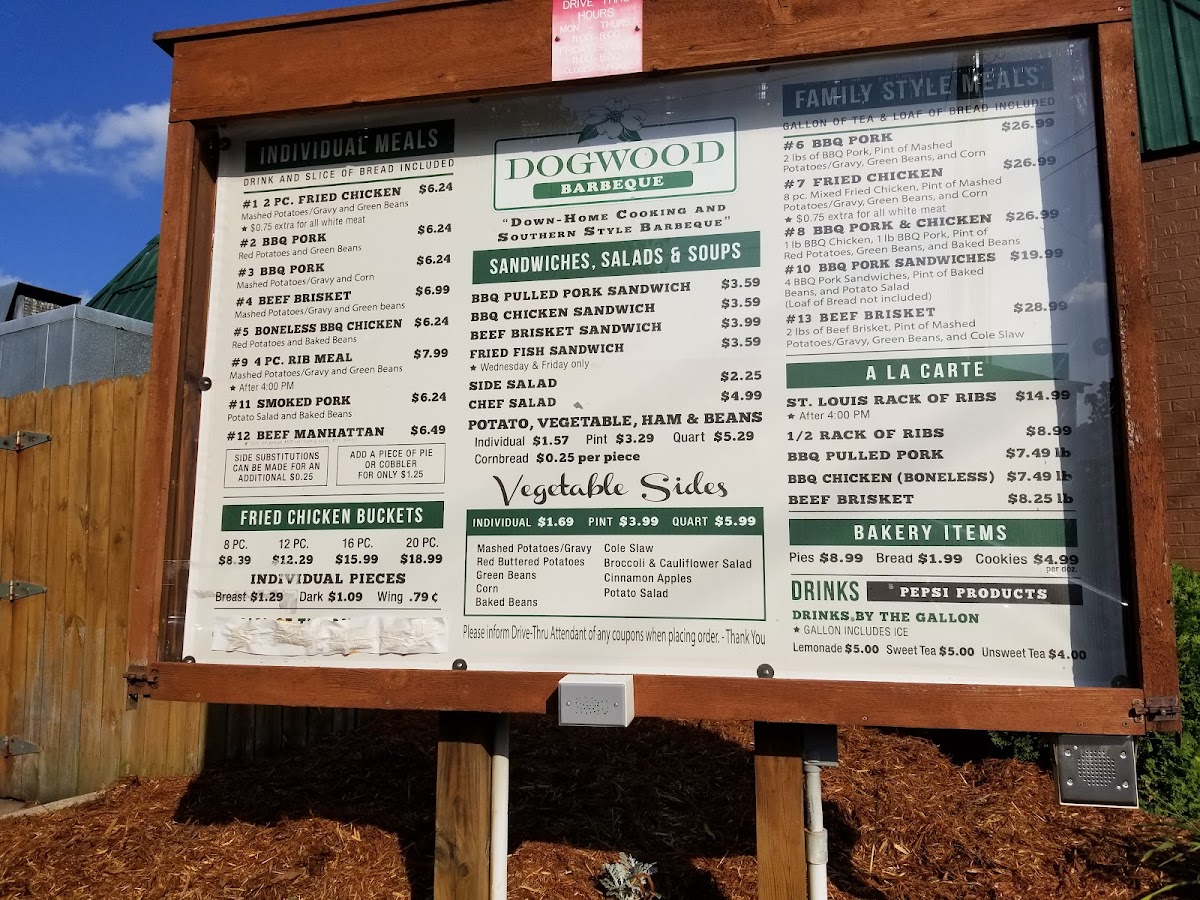 DRIVE THRU
HOURS
MON - THURS
11:00 - 8:00
FRIDAY
INDIVIDUAL MEALS
DRINK AND SLICE OF BREAD INCLUDED
#1 2 PC. FRIED CHICKEN $6.24
Mashed Potatoes/Gravy and Green Beans
★ $0.75 extra for all white meat
#2 BBQ PORK $6.24
Red Potatoes and Green Beans
#3 BBQ PORK $6.24
Mashed Potatoes/Gravy and Corn
#4 BEEF BRISKET $6.99
Mashed Potatoes/Gravy and Green beans
#5 BONELESS BBQ CHICKEN $6.24
Red Potatoes and Baked Beans
#9 4 PC. RIB MEAL $7.99
Mashed Potatoes/Gravy and Green Beans
★ After 4:00 PM
#11 SMOKED PORK $6.24
Potato Salad and Baked Beans
#12 BEEF MANHATTAN $6.49
SIDE SUBSTITUTIONS
CAN BE MADE FOR AN
ADDITIONAL $0.25
ADD A PIECE OF PIE
OR COBBLER
FOR ONLY $1.25
FRIED CHICKEN BUCKETS
8 PC. 12 PC. 16 PC. 20 PC.
$8.39 $12.29 $15.99 $18.99
INDIVIDUAL PIECES
Breast $1.29 Dark $1.09 Wing .79 ¢
DOGWOOD
BARBEQUE
"DOWN-HOME COOKING AND
SOUTHERN STYLE BARBEQUE"
SANDWICHES, SALADS & SOUPS
BBQ PULLED PORK SANDWICH $3.59
BBQ CHICKEN SANDWICH $3.59
BEEF BRISKET SANDWICH $3.99
FRIED FISH SANDWICH $3.59
★ Wednesday & Friday only
SIDE SALAD $2.25
CHEF SALAD $4.99
POTATO, VEGETABLE, HAM & BEANS
Individual $1.57 Pint $3.29 Quart $5.29
Cornbread $0.25 per piece
Vegetable Sides
INDIVIDUAL $1.69 PINT $3.99 QUART $5.99
Mashed Potatoes/Gravy
Red Buttered Potatoes
Green Beans
Corn
Baked Beans
Cole Slaw
Broccoli & Cauliflower Salad
Cinnamon Apples
Potato Salad
Please inform Drive-Thru Attendant of any coupons when placing order. - Thank You
FAMILY STYLE MEALS
GALLON OF TEA & LOAF OF BREAD INCLUDED
#6 BBQ PORK $26.99
2 lbs of BBQ Pork, Pint of Mashed
Potatoes/Gravy, Green Beans, and Corn
#7 FRIED CHICKEN $26.99
8 pc. Mixed Fried Chicken, Pint of Mashed
Potatoes/Gravy, Green Beans, and Corn
★ $0.75 extra for all white meat
#8 BBQ PORK & CHICKEN $26.99
1 lb BBQ Chicken, 1 lb BBQ Pork, Pint of
Red Potatoes, Green Beans, and Baked Beans
#10 BBQ PORK SANDWICHES $19.99
4 BBQ Pork Sandwiches, Pint of Baked
Beans, and Potato Salad
(Loaf of Bread not included)
#13 BEEF BRISKET $28.99
2 lbs of Beef Brisket, Pint of Mashed
Potatoes/Gravy, Green Beans, and Cole Slaw
A LA CARTE
ST. LOUIS RACK OF RIBS $14.99
★ After 4:00 PM
1/2 RACK OF RIBS $8.99
BBQ PULLED PORK $7.49 lb
BBQ CHICKEN (BONELESS) $7.49 lb
BEEF BRISKET $8.25 lb
BAKERY ITEMS
Pies $8.99 Bread $1.99 Cookies $4.99
per doz.
DRINKS PEPSI PRODUCTS
DRINKS BY THE GALLON
★ GALLON INCLUDES ICE
Lemonade $5.00 Sweet Tea $5.00 Unsweet Tea $4.00